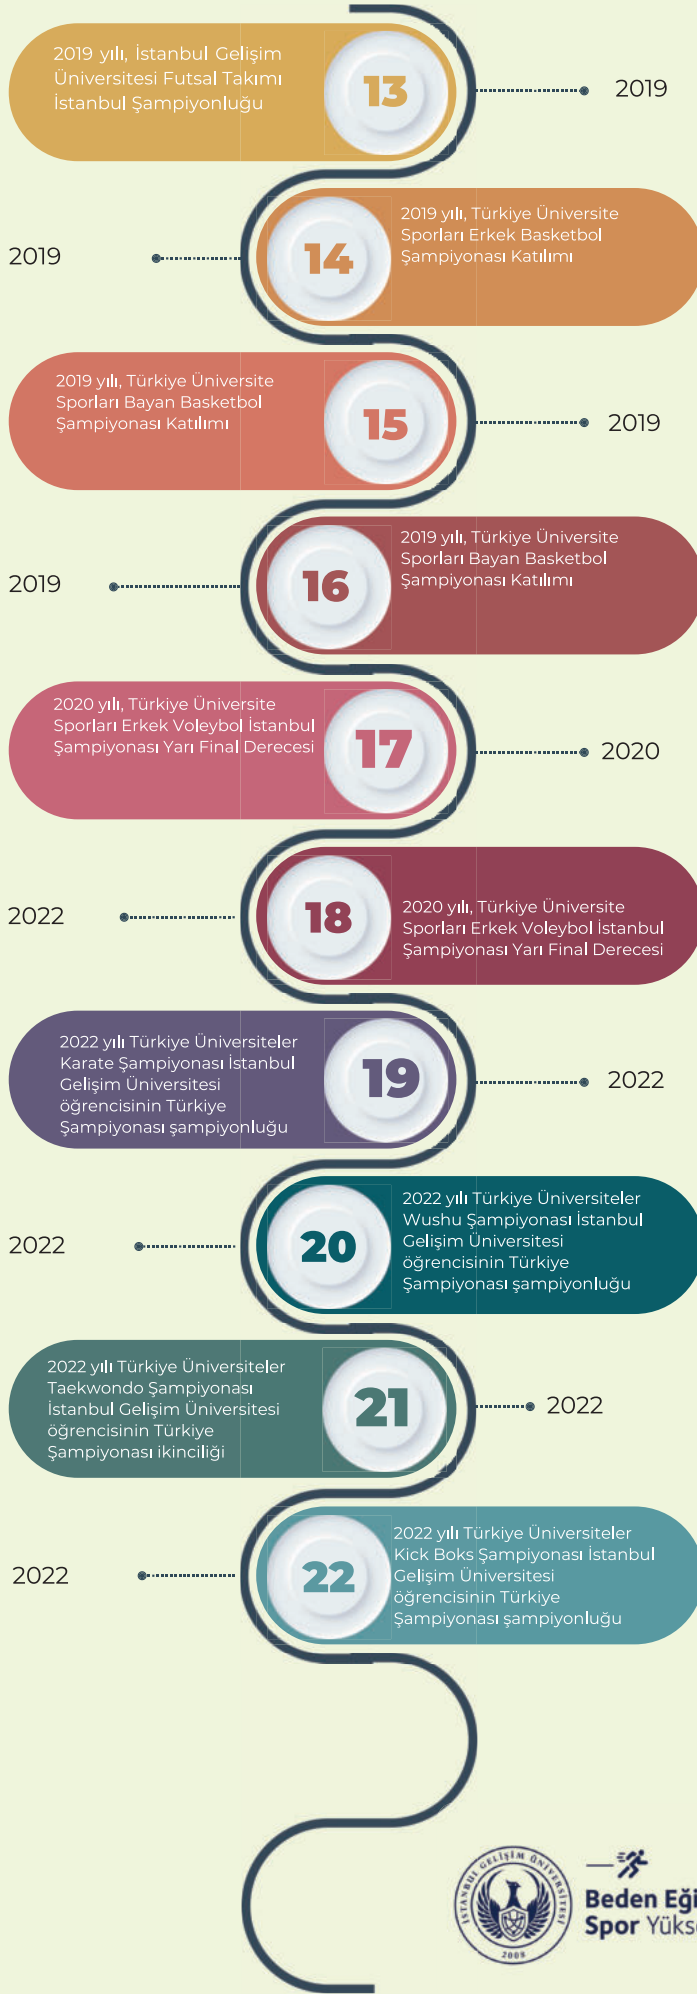 2019 yılı, İstanbul Gelişim
Üniversitesi Futsal Takımı
İstanbul Şampiyonluğu
13
2019
2019
14
2019 yılı, Türkiye Üniversite
Sporları Erkek Basketbol
Şampiyonası Katılımı
2019 yılı, Türkiye Üniversite
Sporları Bayan Basketbol
Şampiyonası Katılımı
15
2019
2019
16
2019 yılı, Türkiye Üniversite
Sporları Bayan Basketbol
Şampiyonası Katılımı
2020 yılı, Türkiye Üniversite
Sporları Erkek Voleybol İstanbul
Şampiyonası Yarı Final Derecesi
17
2020
2022
18
2020 yılı, Türkiye Üniversite
Sporları Erkek Voleybol İstanbul
Şampiyonası Yarı Final Derecesi
2022 yılı Türkiye Üniversiteler
Karate Şampiyonası İstanbul
Gelişim Üniversitesi
öğrencisinin Türkiye
Şampiyonası şampiyonluğu
19
2022
2022
20
2022 yılı Türkiye Üniversiteler
Wushu Şampiyonası İstanbul
Gelişim Üniversitesi
öğrencisinin Türkiye
Şampiyonası şampiyonluğu
2022 yılı Türkiye Üniversiteler
Taekwondo Şampiyonası
İstanbul Gelişim Üniversitesi
öğrencisinin Türkiye
Şampiyonası ikinciliği
21
2022
2022
22
2022 yılı Türkiye Üniversiteler
Kick Boks Şampiyonası İstanbul
Gelişim Üniversitesi
öğrencisinin Türkiye
Şampiyonası şampiyonluğu
İSTANBUL GELİŞİM ÜNİVERSİTESİ
2008
Beden Eği
Spor Yükse